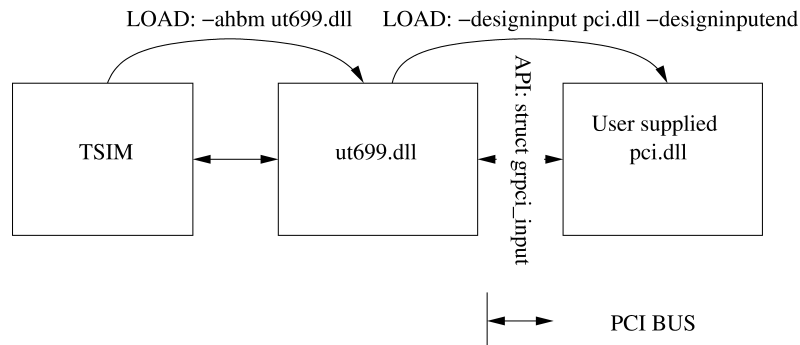 LOAD: −ahbm ut699.dll
LOAD: −designinput pci.dll −designinputend
TSIM
ut699.dll
API: struct grpci_input
User supplied
pci.dll
PCI BUS